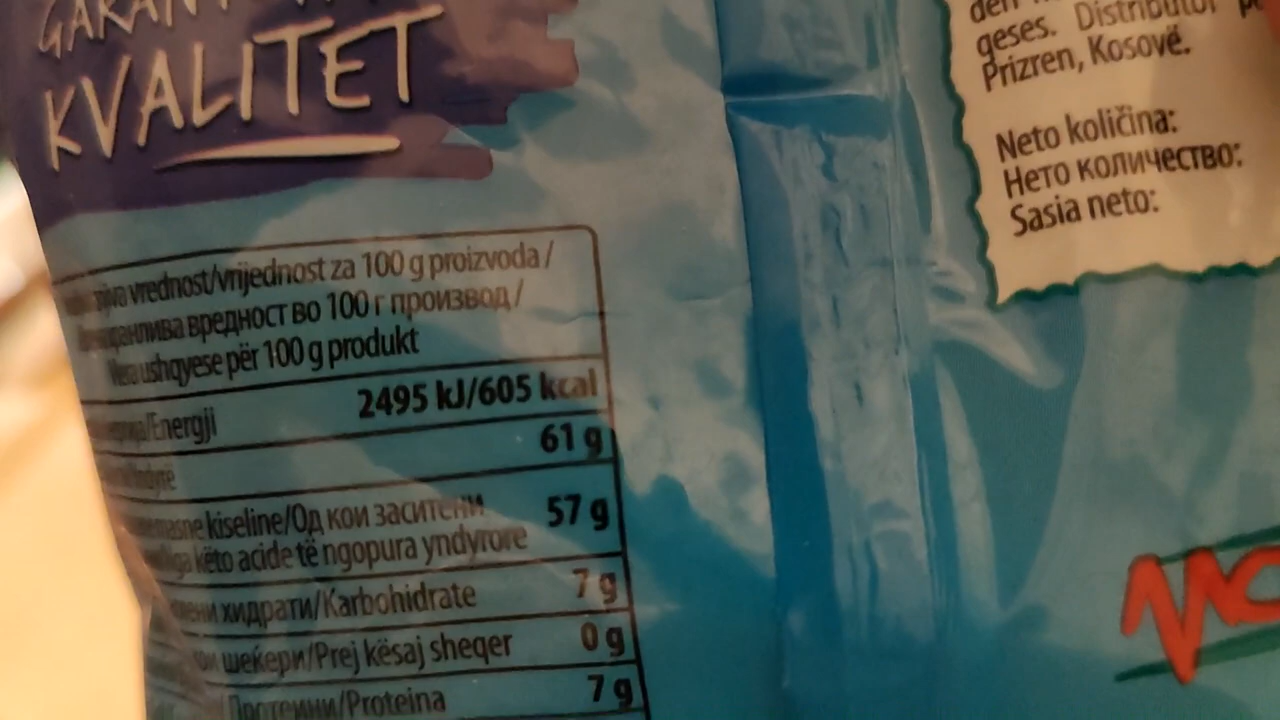 KVALITET
geses. Distributor
Prizren, Kosovë.
Neto količina:
Нето количество:
Sasia neto:
vrednost/vrijednost za 100 g proizvoda /
вредност во 100 г производ /
ushqyese për 100 g produkt
/Energji 2495 kJ/605 kcal
61 g
kiseline/Од кои заситени 57 g
këto acide të ngopura yndyrore
хидрати/Karbohidrate 7 g
шеќери/Prej kësaj sheqer 0 g
Протеини/Proteina 7 g